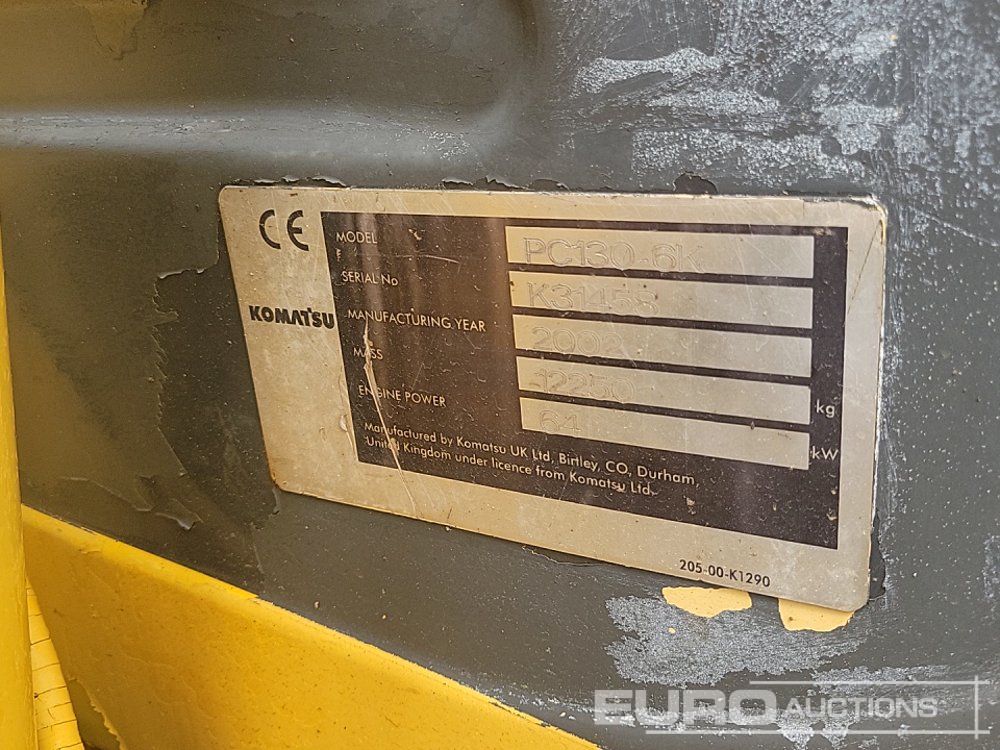 CE
KOMATSU
MODEL PC130-6K
SERIAL No K31458
MANUFACTURING YEAR 2002
MASS 12250 kg
ENGINE POWER 64 kW
Manufactured by Komatsu UK Ltd, Birtley, CO, Durham,
United Kingdom under licence from Komatsu Ltd.
205-00-K1290
EURO AUCTIONS